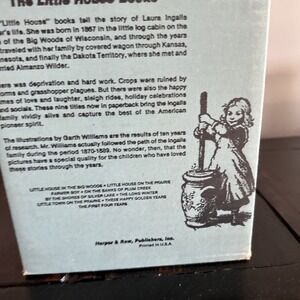 The Little House Books
"Little House" books tell the story of Laura Ingalls
er's life. She was born in 1867 in the little log cabin on the
e of the Big Woods of Wisconsin, and through the years
traveled with her family by covered wagon through Kansas,
nesota, and finally the Dakota Territory, where she met and
ried Almanzo Wilder.
ere was deprivation and hard work. Crops were ruined by
orms and grasshopper plagues. But there were also the happy
mes of love and laughter, sleigh rides, holiday celebrations
and socials. These nine titles now in paperback bring the Ingalls
family vividly alive and capture the best of the American
pioneer spirit.
The illustrations by Garth Williams are the results of ten years
of research. Mr. Williams actually followed the path of the Ingalls
family during the period 1870-1889. No wonder, then, that the
pictures have a special quality for the children who have loved
these stories through the years.
LITTLE HOUSE IN THE BIG WOODS • LITTLE HOUSE ON THE PRAIRIE
FARMER BOY • ON THE BANKS OF PLUM CREEK
BY THE SHORES OF SILVER LAKE • THE LONG WINTER
LITTLE TOWN ON THE PRAIRIE • THESE HAPPY GOLDEN YEARS
THE FIRST FOUR YEARS
Harper & Row, Publishers, Inc.
Printed in U.S.A.